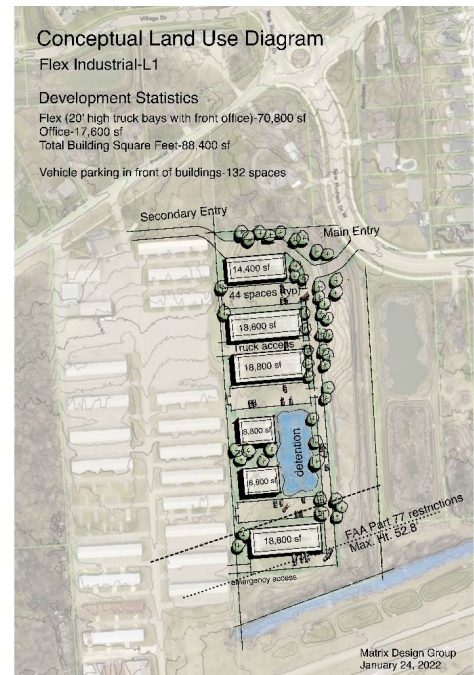 Village Dr
Conceptual Land Use Diagram
Flex Industrial-L1
Development Statistics
Flex (20' high truck bays with front office)-70,800 sf
Office-17,600 sf
Total Building Square Feet-88,400 sf
Vehicle parking in front of buildings-132 spaces
Secondary Entry
Main Entry
14,400 sf
44 spaces typ
18,800 sf
Truck access
18,800 sf
8,800 sf
detention
8,800 sf
FAA Part 77 restrictions
Max. Ht. 52.8'
18,800 sf
emergency access
Matrix Design Group
January 24, 2022